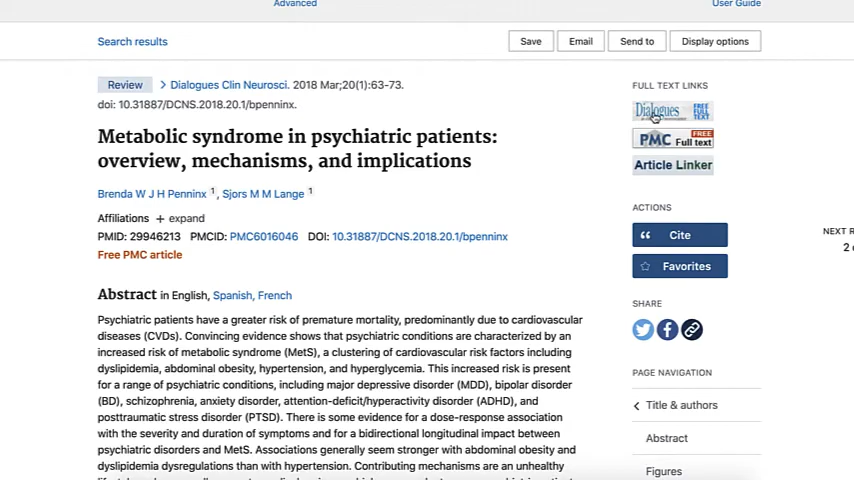 Advanced
User Guide
Search results
Save
Email
Send to
Display options
Review
Dialogues Clin Neurosci. 2018 Mar;20(1):63-73.
doi: 10.31887/DCNS.2018.20.1/bpenninx.
Metabolic syndrome in psychiatric patients:
overview, mechanisms, and implications
Brenda W J H Penninx 1, Sjors M M Lange 1
Affiliations + expand
PMID: 29946213 PMCID: PMC6016046 DOI: 10.31887/DCNS.2018.20.1/bpenninx
Free PMC article
Abstract in English, Spanish, French
Psychiatric patients have a greater risk of premature mortality, predominantly due to cardiovascular
diseases (CVDs). Convincing evidence shows that psychiatric conditions are characterized by an
increased risk of metabolic syndrome (MetS), a clustering of cardiovascular risk factors including
dyslipidemia, abdominal obesity, hypertension, and hyperglycemia. This increased risk is present
for a range of psychiatric conditions, including major depressive disorder (MDD), bipolar disorder
(BD), schizophrenia, anxiety disorder, attention-deficit/hyperactivity disorder (ADHD), and
posttraumatic stress disorder (PTSD). There is some evidence for a dose-response association
with the severity and duration of symptoms and for a bidirectional longitudinal impact between
psychiatric disorders and MetS. Associations generally seem stronger with abdominal obesity and
dyslipidemia dysregulations than with hypertension. Contributing mechanisms are an unhealthy
FULL TEXT LINKS
Dialogues FREE FULL TEXT
PMC FREE Full text
Article Linker
ACTIONS
Cite
Favorites
SHARE
PAGE NAVIGATION
Title & authors
Abstract
Figures
NEXT R
2